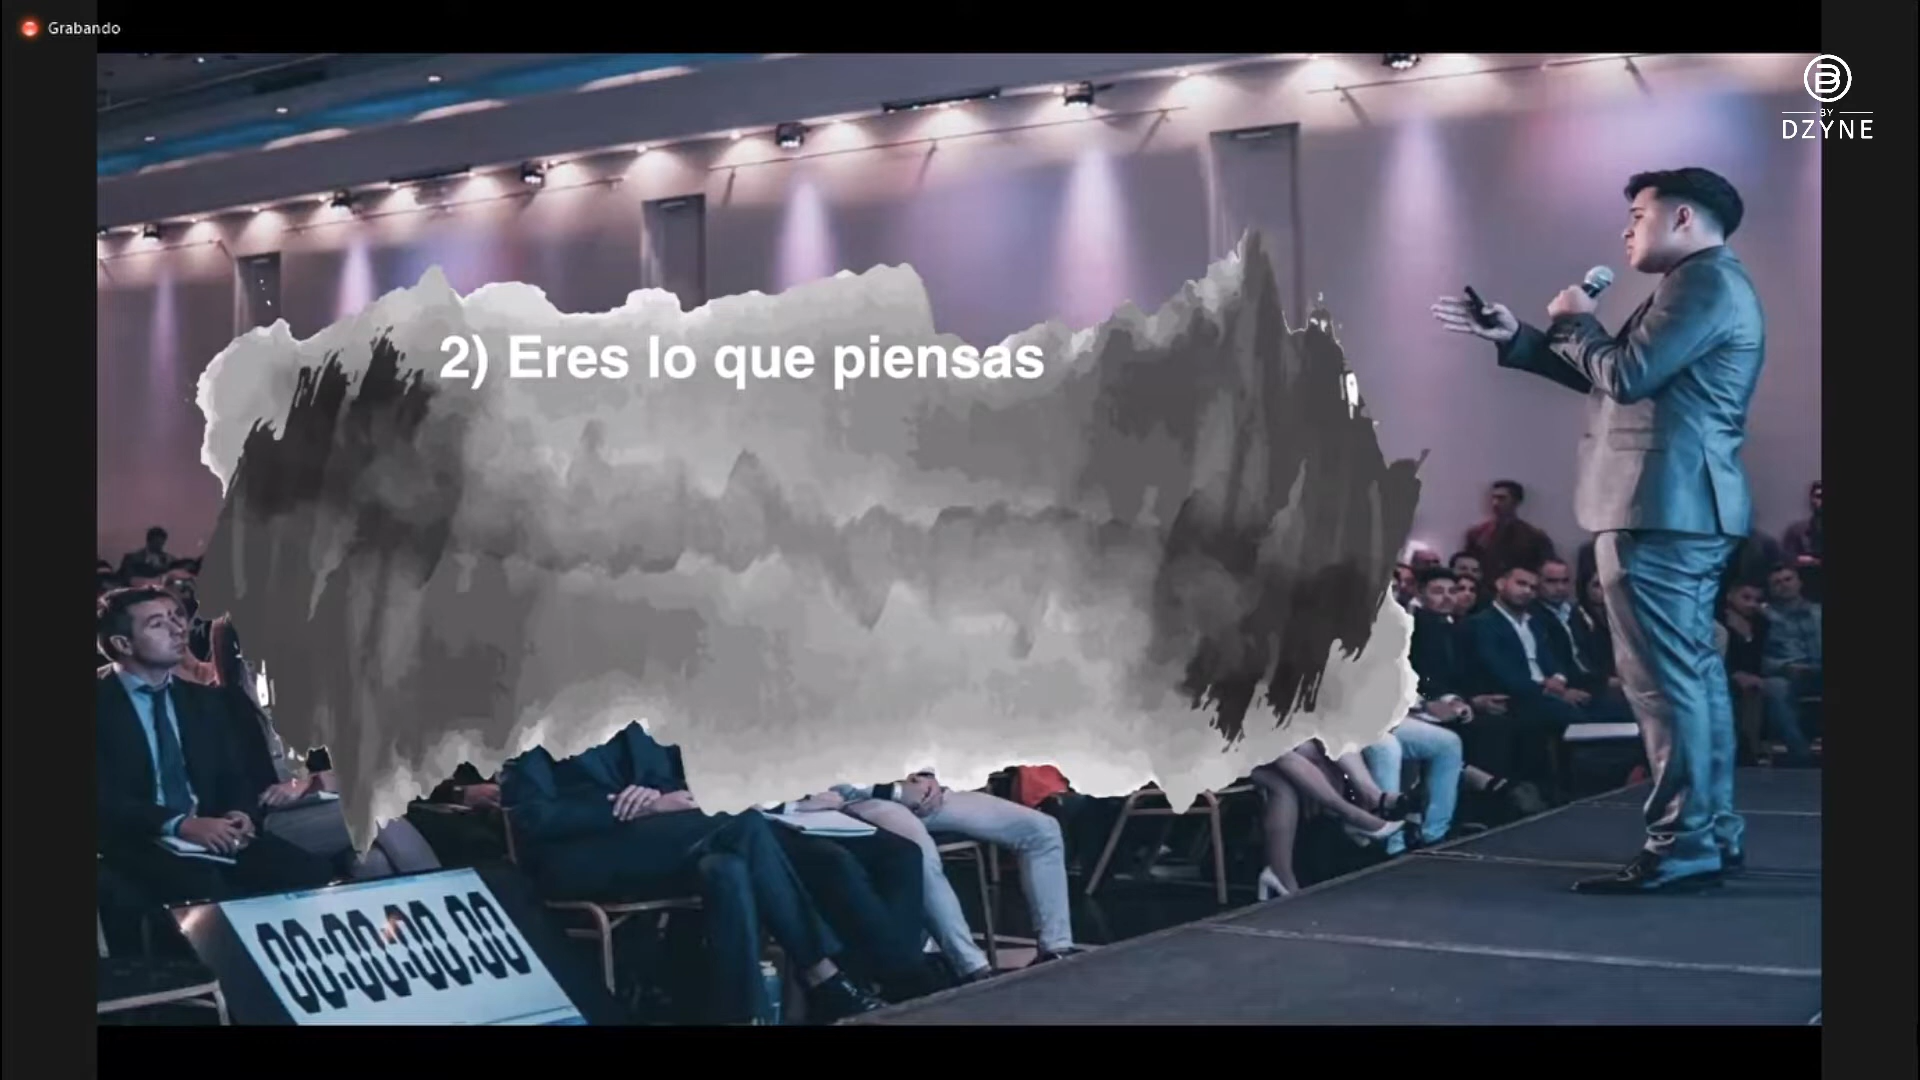 Grabando
B
BY
DZYNE
2) Eres lo que piensas
00:00:00.00